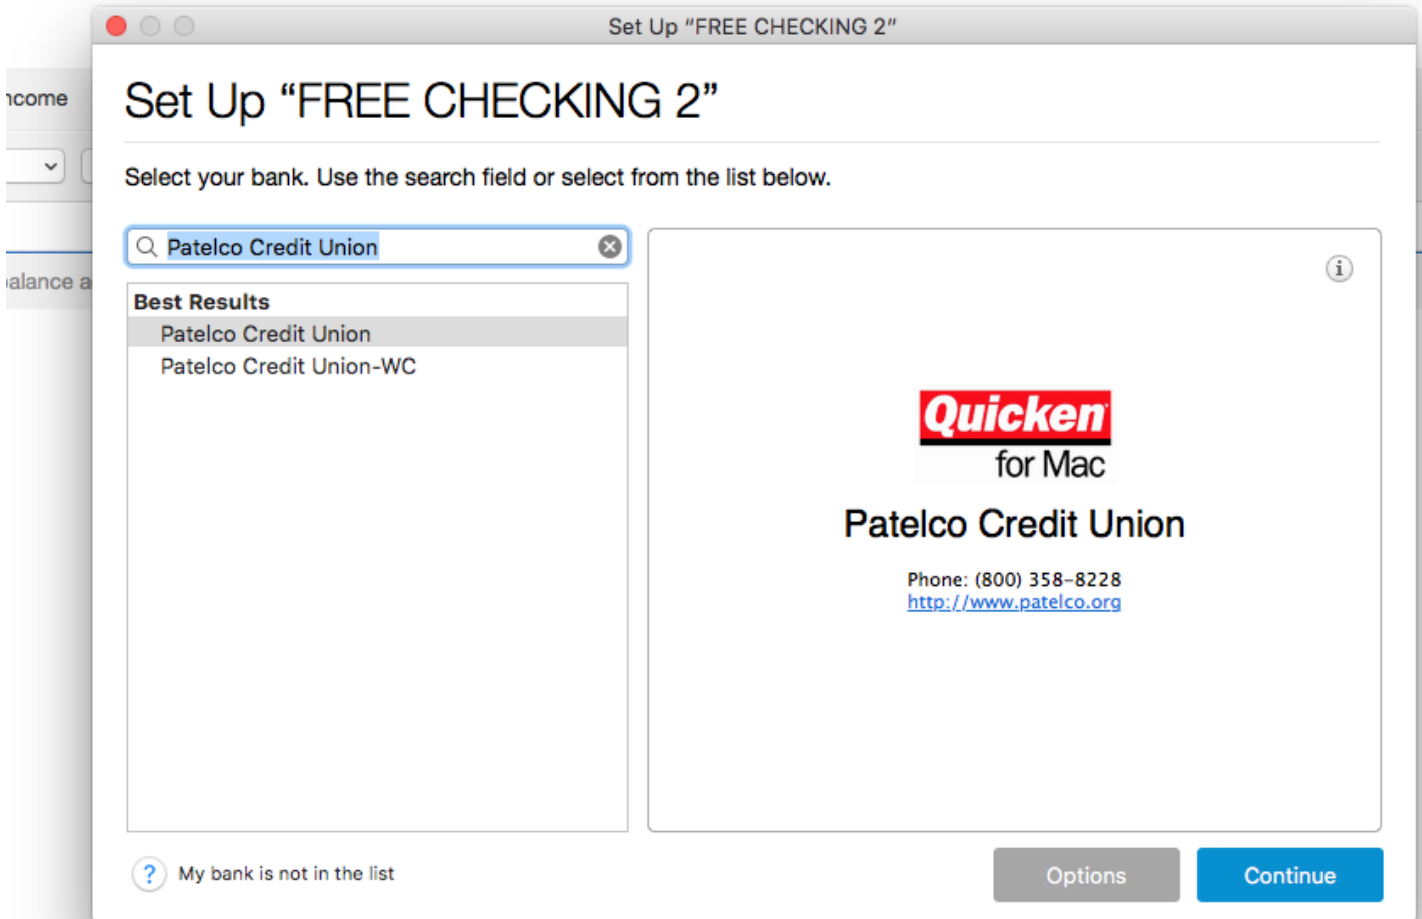 Set Up “FREE CHECKING 2”
ncome
Set Up “FREE CHECKING 2”
Select your bank. Use the search field or select from the list below.
Patelco Credit Union
alance a
Best Results
Patelco Credit Union
Patelco Credit Union-WC
Quicken
for Mac
Patelco Credit Union
Phone: (800) 358-8228
http://www.patelco.org
? My bank is not in the list
Options
Continue